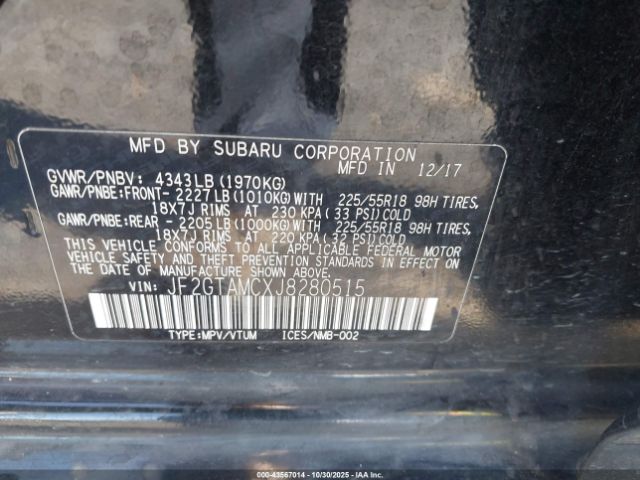 MFD BY SUBARU CORPORATION
MFD IN 12/17
GVWR/PNBV: 4343LB (1970KG)
GAWR/PNBE: FRONT- 2227LB (1010KG) WITH 225/55R18 98H TIRES,
18X7J RIMS AT 230 KPA (33 PSI) COLD
GAWR/PNBE: REAR - 2205LB (1000KG) WITH 225/55R18 98H TIRES,
18X7J RIMS AT 220 KPA (32 PSI) COLD
THIS VEHICLE CONFORMS TO ALL APPLICABLE FEDERAL MOTOR
VEHICLE SAFETY, BUMPER, AND THEFT PREVENTION STANDARDS
IN EFFECT ON THE DATE OF MANUFACTURE SHOWN ABOVE.
VIN: JF2GTAMCXJ8280515
TYPE:MPV/VTUM ICES/NMB-002
000-43567014 - 10/30/2025 - IAA Inc.